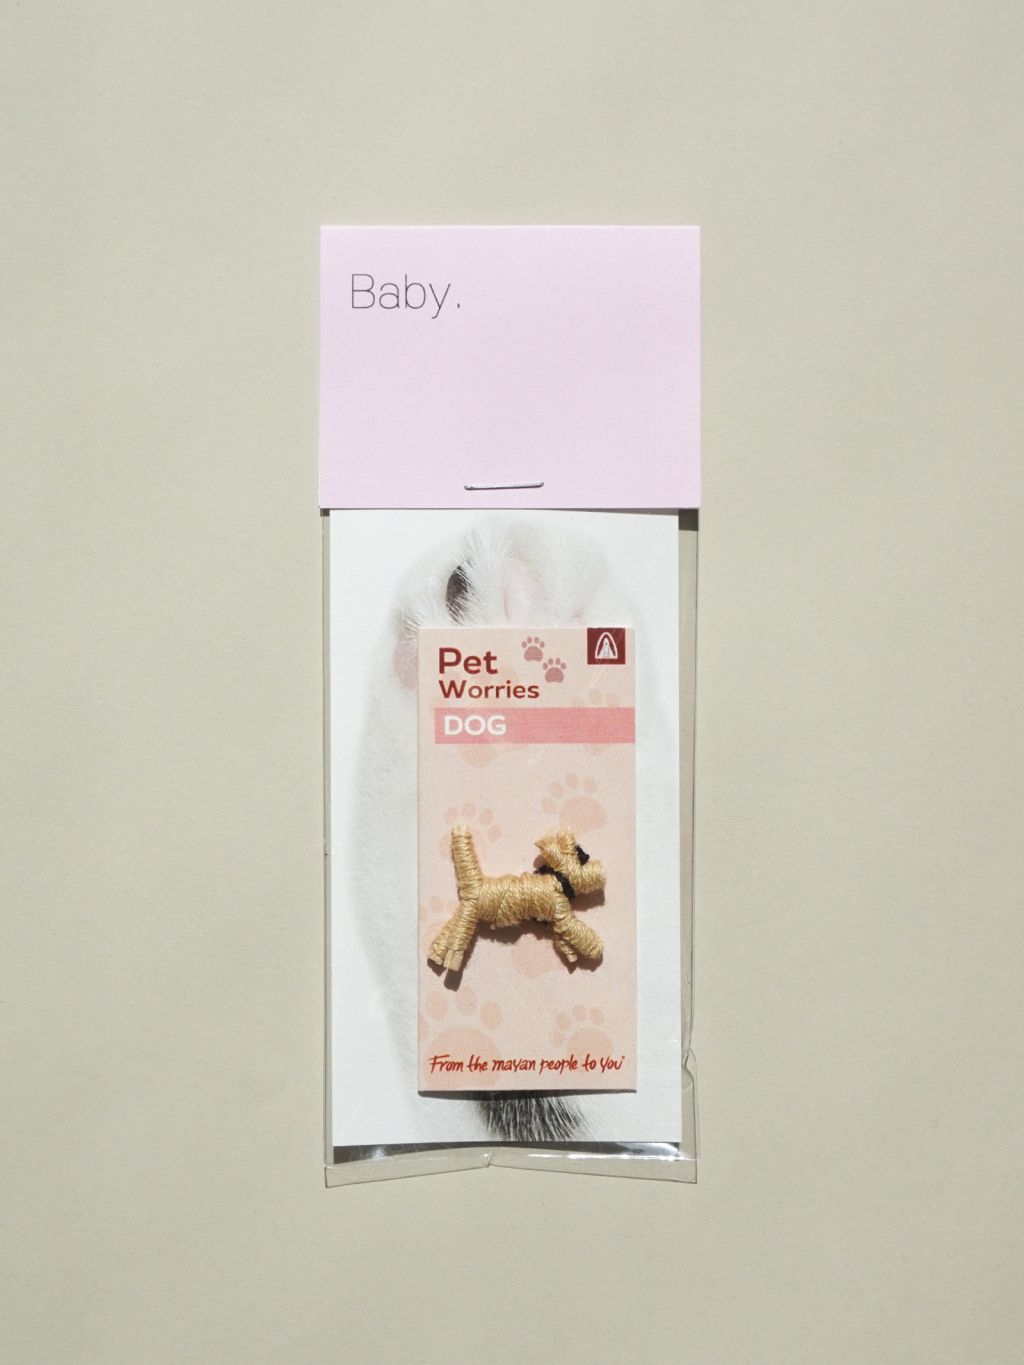 Baby.
Pet
Worries
DOG
From the mayan people to you